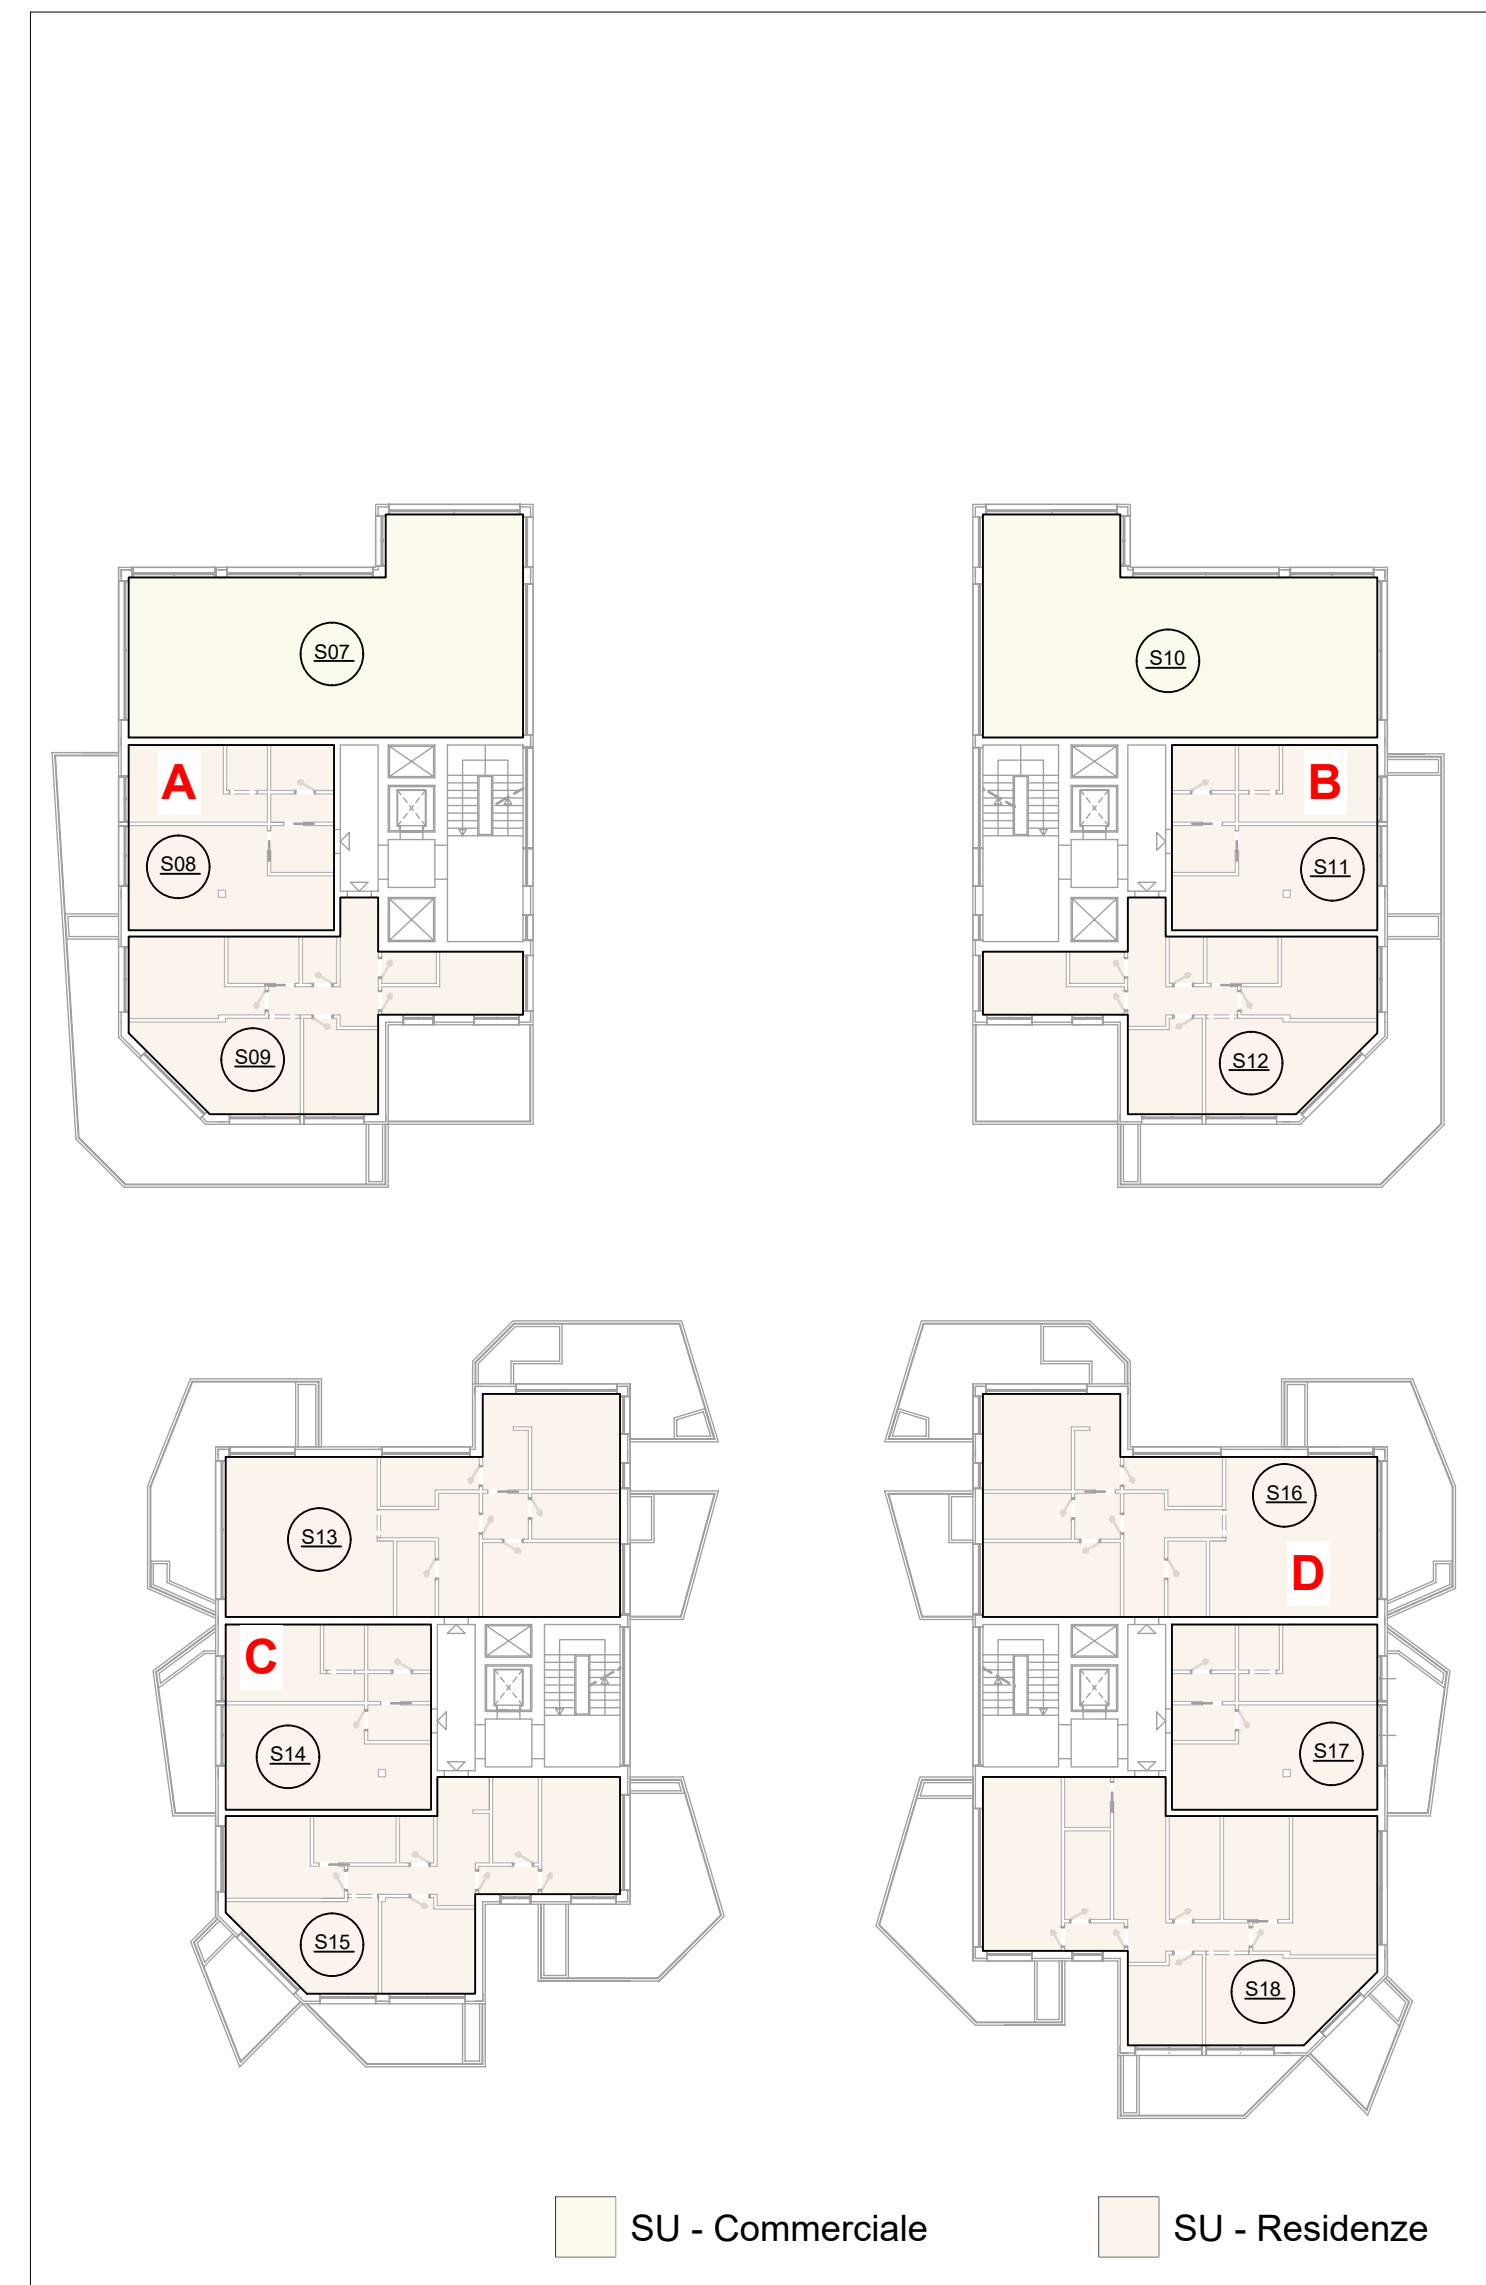 S07
S10
A
B
S08
S11
S09
S12
S16
S13
D
C
S14
S17
S15
S18
SU - Commerciale
SU - Residenze